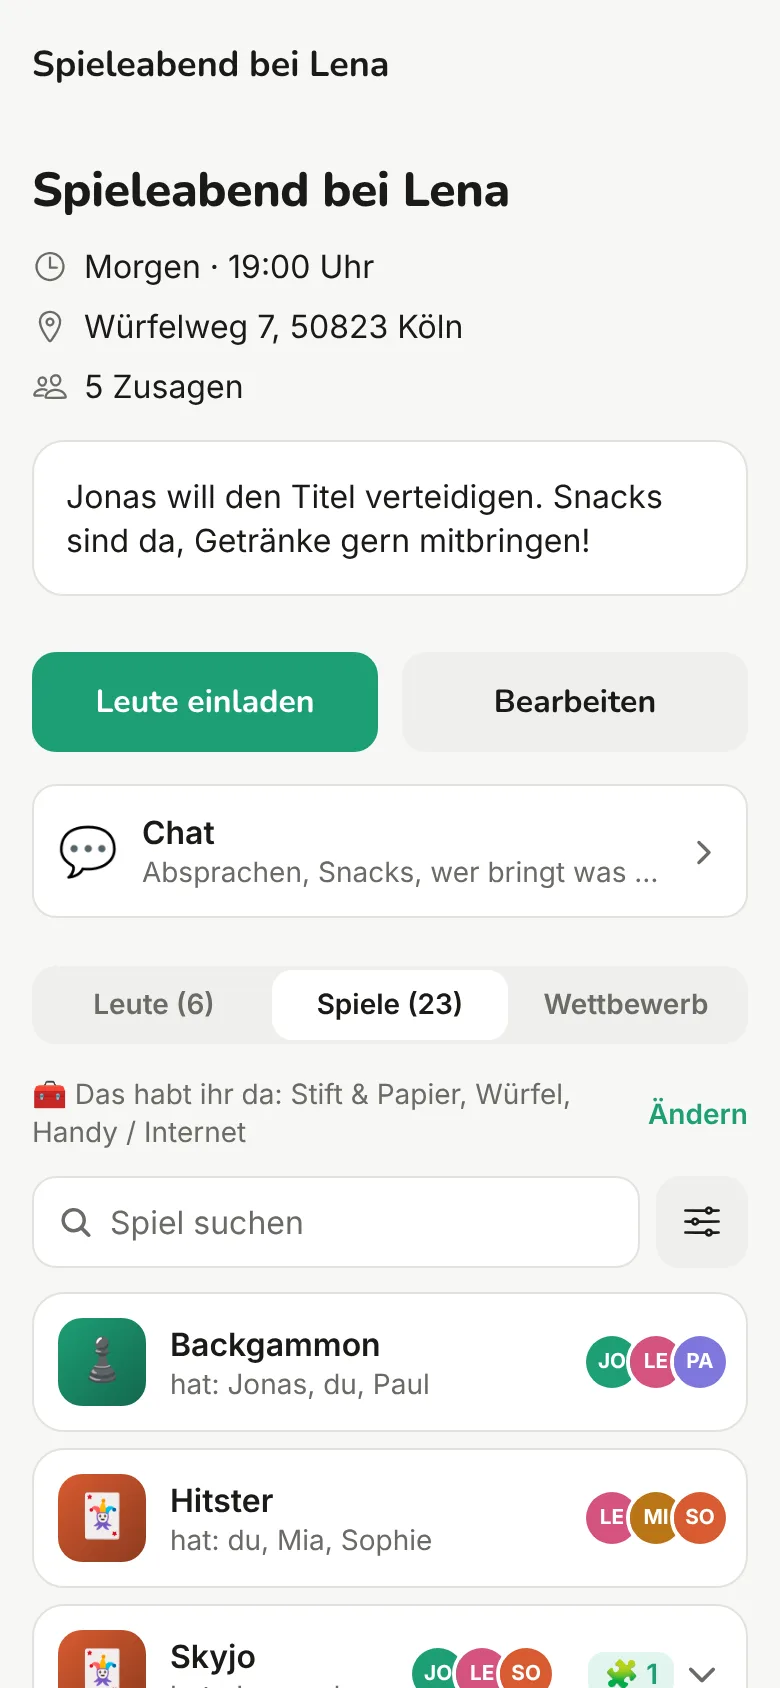 Spieleabend bei Lena
Spieleabend bei Lena
Morgen · 19:00 Uhr
Würfelweg 7, 50823 Köln
5 Zusagen
Jonas will den Titel verteidigen. Snacks
sind da, Getränke gern mitbringen!
Leute einladen
Bearbeiten
Chat
Absprachen, Snacks, wer bringt was ...
Leute (6)
Spiele (23)
Wettbewerb
Das habt ihr da: Stift & Papier, Würfel,
Handy / Internet
Ändern
Spiel suchen
Backgammon
hat: Jonas, du, Paul
JO LE PA
Hitster
hat: du, Mia, Sophie
LE MI SO
Skyjo
JO LE SO
1